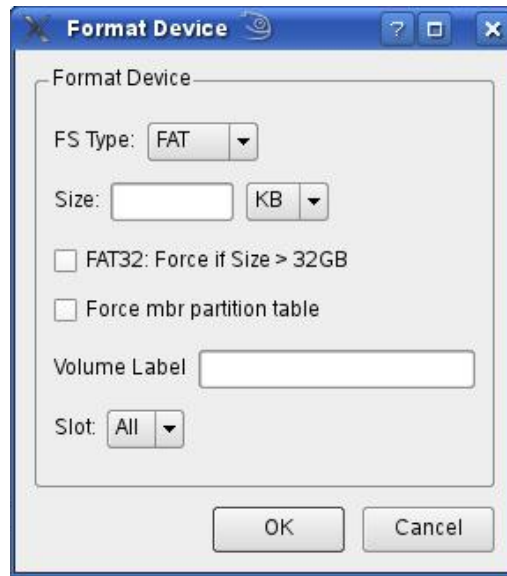 Format Device
Format Device
FS Type: FAT
Size: KB
FAT32: Force if Size > 32GB
Force mbr partition table
Volume Label
Slot: All
OK Cancel